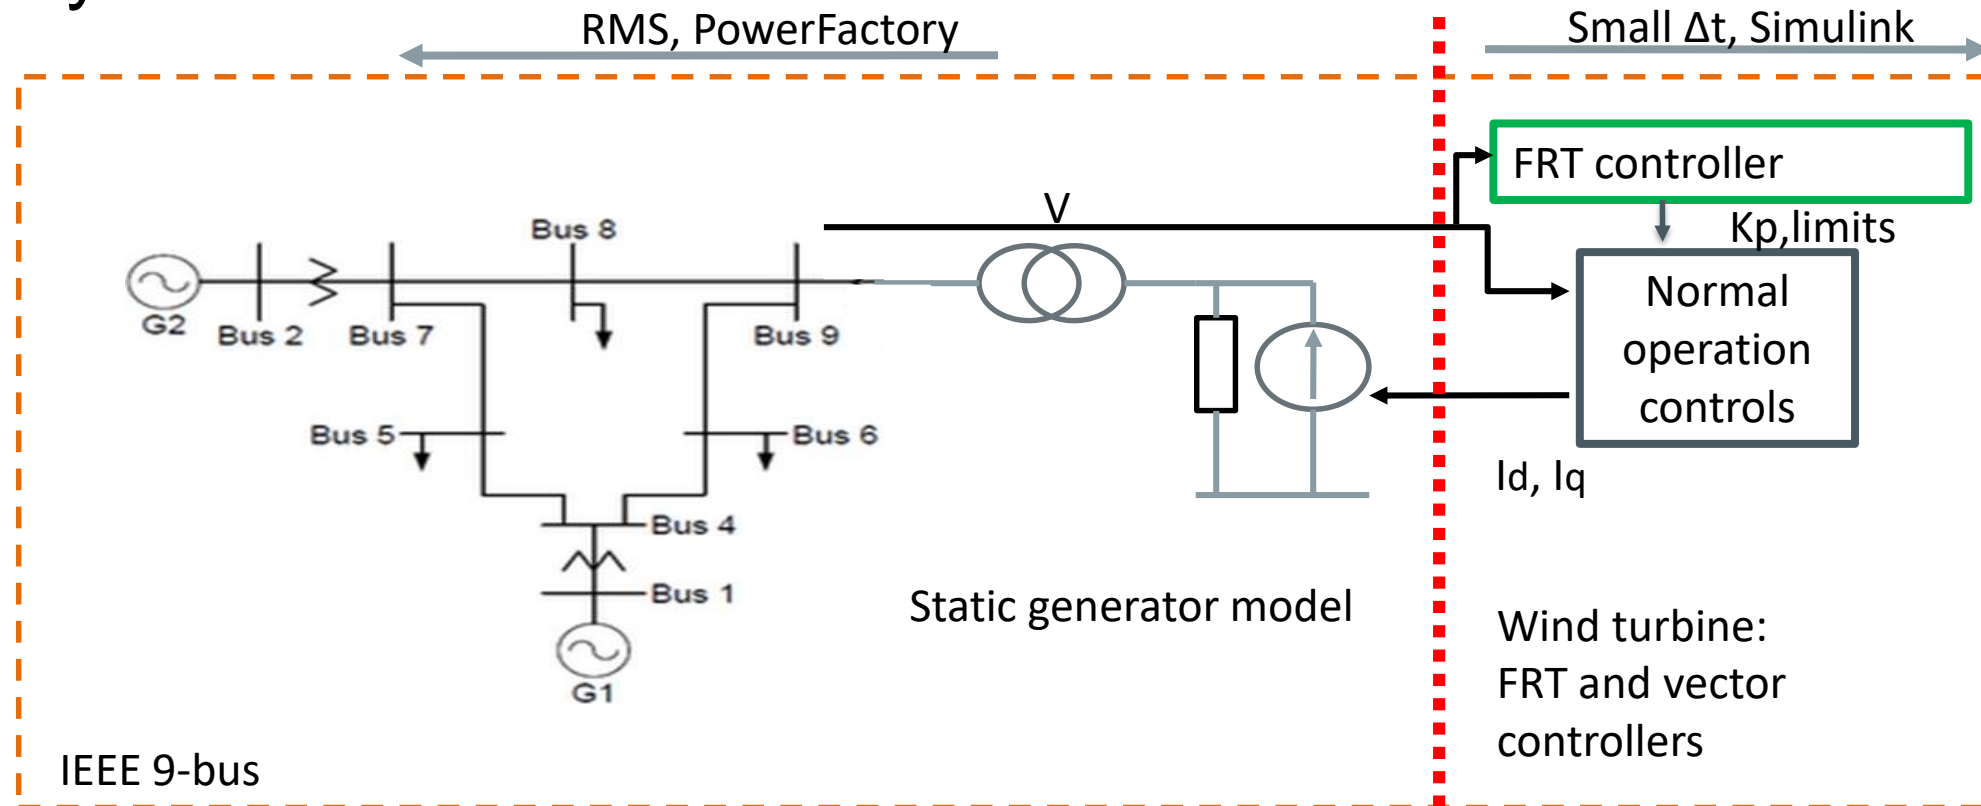 RMS, PowerFactory
Small Δt, Simulink
FRT controller
V
Kp,limits
Bus 8
Normal
operation
controls
G2
Bus 2
Bus 7
Bus 9
Bus 5
Bus 6
Id, Iq
Bus 4
Bus 1
Static generator model
G1
Wind turbine:
FRT and vector
controllers
IEEE 9-bus